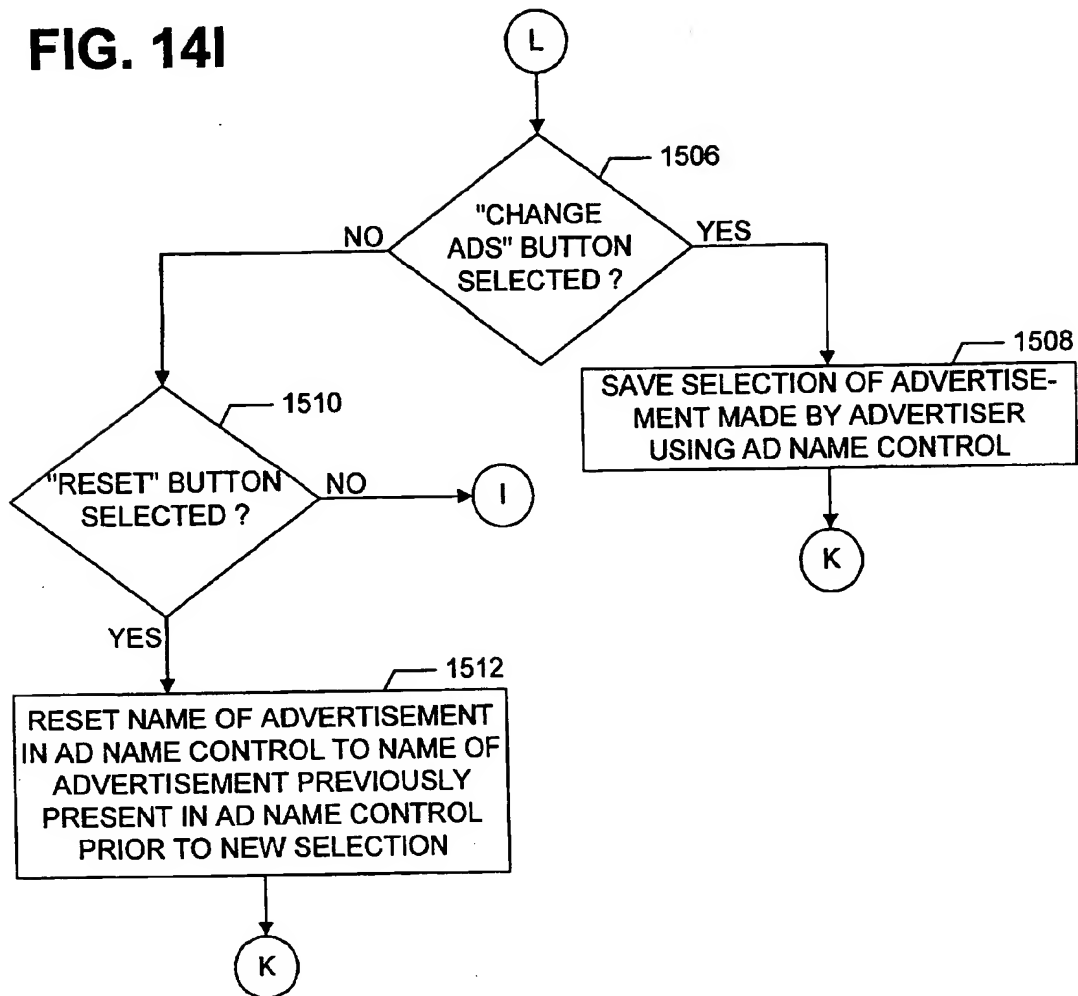 FIG. 14I
L
1506
"CHANGE
ADS" BUTTON
SELECTED ?
NO
YES
1508
SAVE SELECTION OF ADVERTISE-
MENT MADE BY ADVERTISER
USING AD NAME CONTROL
K
1510
"RESET" BUTTON
SELECTED ?
NO
I
YES
1512
RESET NAME OF ADVERTISEMENT
IN AD NAME CONTROL TO NAME OF
ADVERTISEMENT PREVIOUSLY
PRESENT IN AD NAME CONTROL
PRIOR TO NEW SELECTION
K